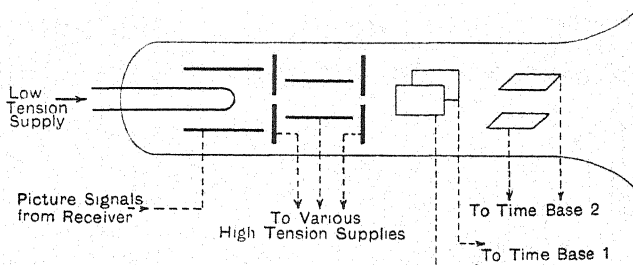 Low
Tension
Supply
Picture Signals
from Receiver
To Various
High Tension Supplies
To Time Base 2
To Time Base 1